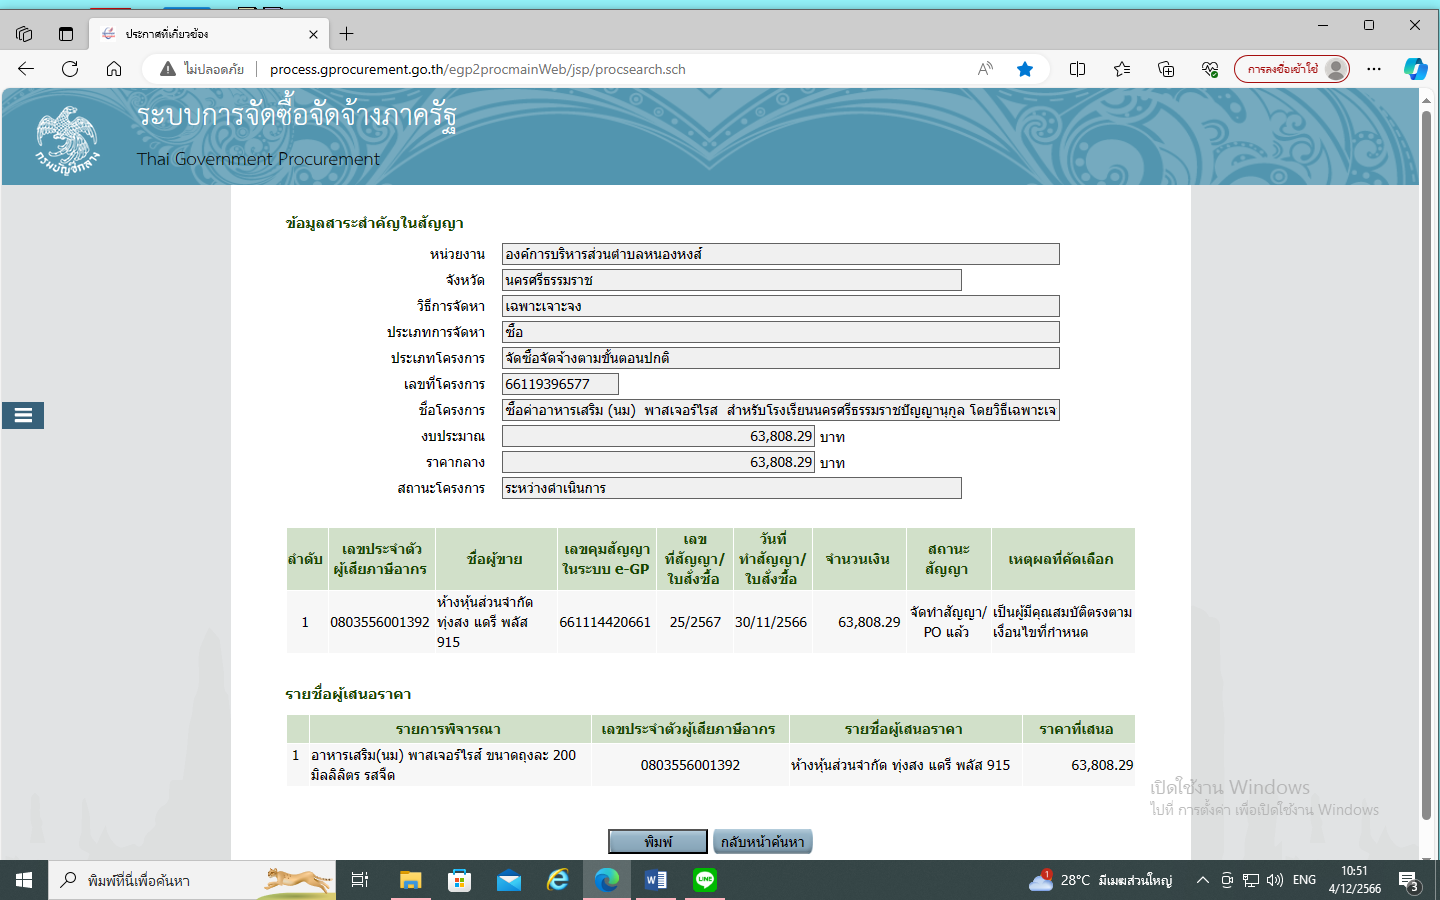 ประกาศที่เกี่ยวข้อง
ไม่ปลอดภัย
process.gprocurement.go.th/egp2procmainWeb/jsp/procsearch.sch
การลงชื่อเข้าใช้
ระบบการจัดซื้อจัดจ้างภาครัฐ
Thai Government Procurement
กรมบัญชีกลาง
ข้อมูลสาระสำคัญในสัญญา
หน่วยงาน องค์การบริหารส่วนตำบลหนองหงส์
จังหวัด นครศรีธรรมราช
วิธีการจัดหา เฉพาะเจาะจง
ประเภทการจัดหา ซื้อ
ประเภทโครงการ จัดซื้อจัดจ้างตามขั้นตอนปกติ
เลขที่โครงการ 66119396577
ชื่อโครงการ ซื้อค่าอาหารเสริม (นม) พาสเจอร์ไรส สำหรับโรงเรียนนครศรีธรรมราชปัญญานุกูล โดยวิธีเฉพาะเจ
งบประมาณ 63,808.29 บาท
ราคากลาง 63,808.29 บาท
สถานะโครงการ ระหว่างดำเนินการ
ลำดับ เลขประจำตัวผู้เสียภาษีอากร ชื่อผู้ขาย เลขคุมสัญญาในระบบ e-GP เลขที่สัญญา/ใบสั่งซื้อ วันที่ทำสัญญา/ใบสั่งซื้อ จำนวนเงิน สถานะสัญญา เหตุผลที่คัดเลือก
1 0803556001392 ห้างหุ้นส่วนจำกัด ทุ่งสง แดรี่ พลัส 915 661114420661 25/2567 30/11/2566 63,808.29 จัดทำสัญญา/PO แล้ว เป็นผู้มีคุณสมบัติตรงตามเงื่อนไขที่กำหนด
รายชื่อผู้เสนอราคา
รายการพิจารณา เลขประจำตัวผู้เสียภาษีอากร รายชื่อผู้เสนอราคา ราคาที่เสนอ
1 อาหารเสริม(นม) พาสเจอร์ไรส์ ขนาดถุงละ 200 มิลลิลิตร รสจืด 0803556001392 ห้างหุ้นส่วนจำกัด ทุ่งสง แดรี่ พลัส 915 63,808.29
เปิดใช้งาน Windows
ไปที่ การตั้งค่า เพื่อเปิดใช้งาน Windows
พิมพ์ กลับหน้าค้นหา
พิมพ์ที่นี่เพื่อค้นหา
LINE
1
28°C มีเมฆส่วนใหญ่
ENG
10:51
4/12/2566
3